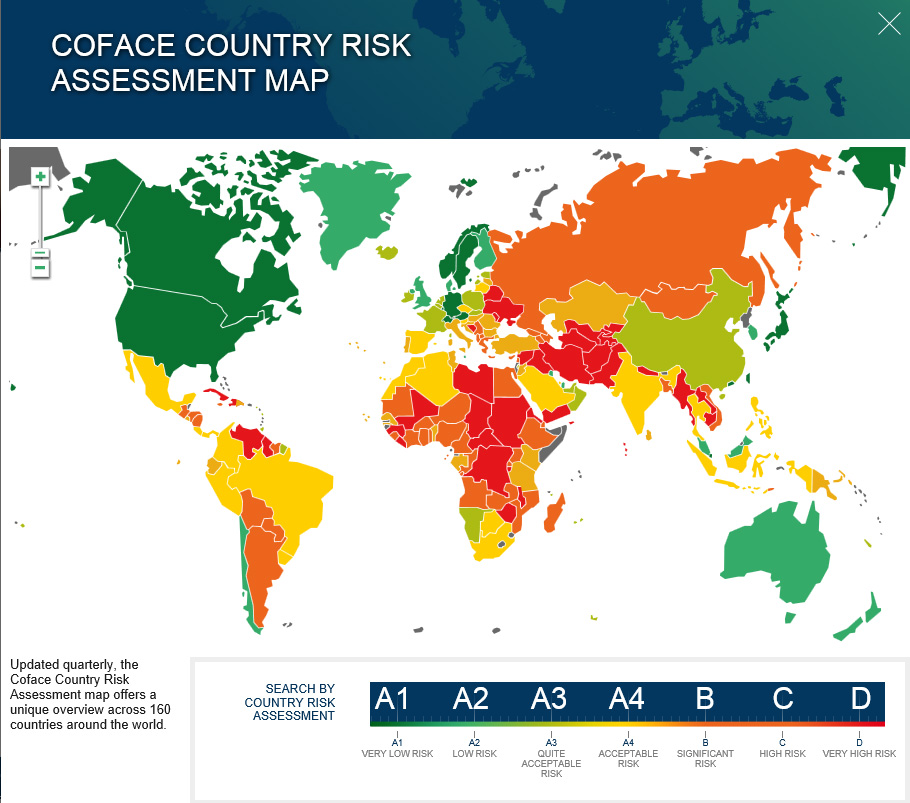 COFACE COUNTRY RISK
ASSESSMENT MAP
Updated quarterly, the
Coface Country Risk
Assessment map offers a
unique overview across 160
countries around the world.
SEARCH BY
COUNTRY RISK
ASSESSMENT
A1 A2 A3 A4 B C D
A1 A2 A3 A4 B C D
VERY LOW RISK LOW RISK QUITE ACCEPTABLE SIGNIFICANT HIGH RISK VERY HIGH RISK
ACCEPTABLE RISK RISK
RISK